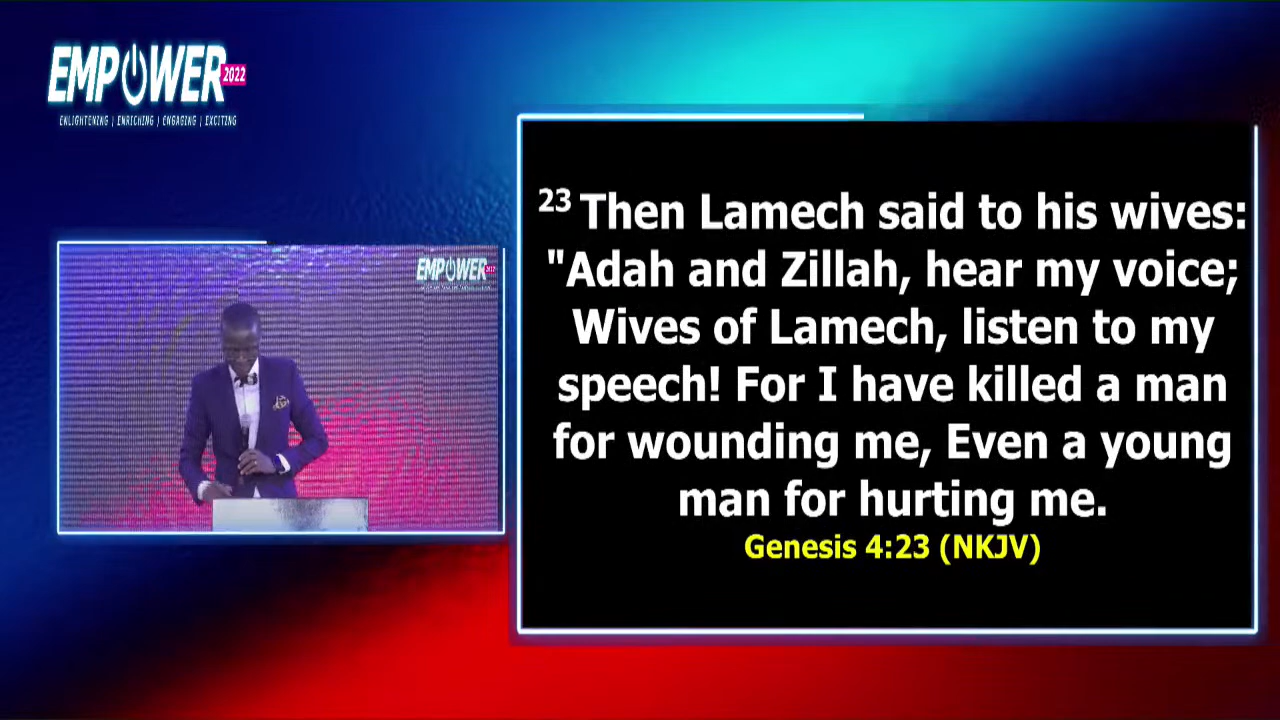 EMPOWER 2022
ENLIGHTENING | ENRICHING | ENGAGING | EXCITING
EMPOWER
23 Then Lamech said to his wives:
"Adah and Zillah, hear my voice;
Wives of Lamech, listen to my
speech! For I have killed a man
for wounding me, Even a young
man for hurting me.
Genesis 4:23 (NKJV)